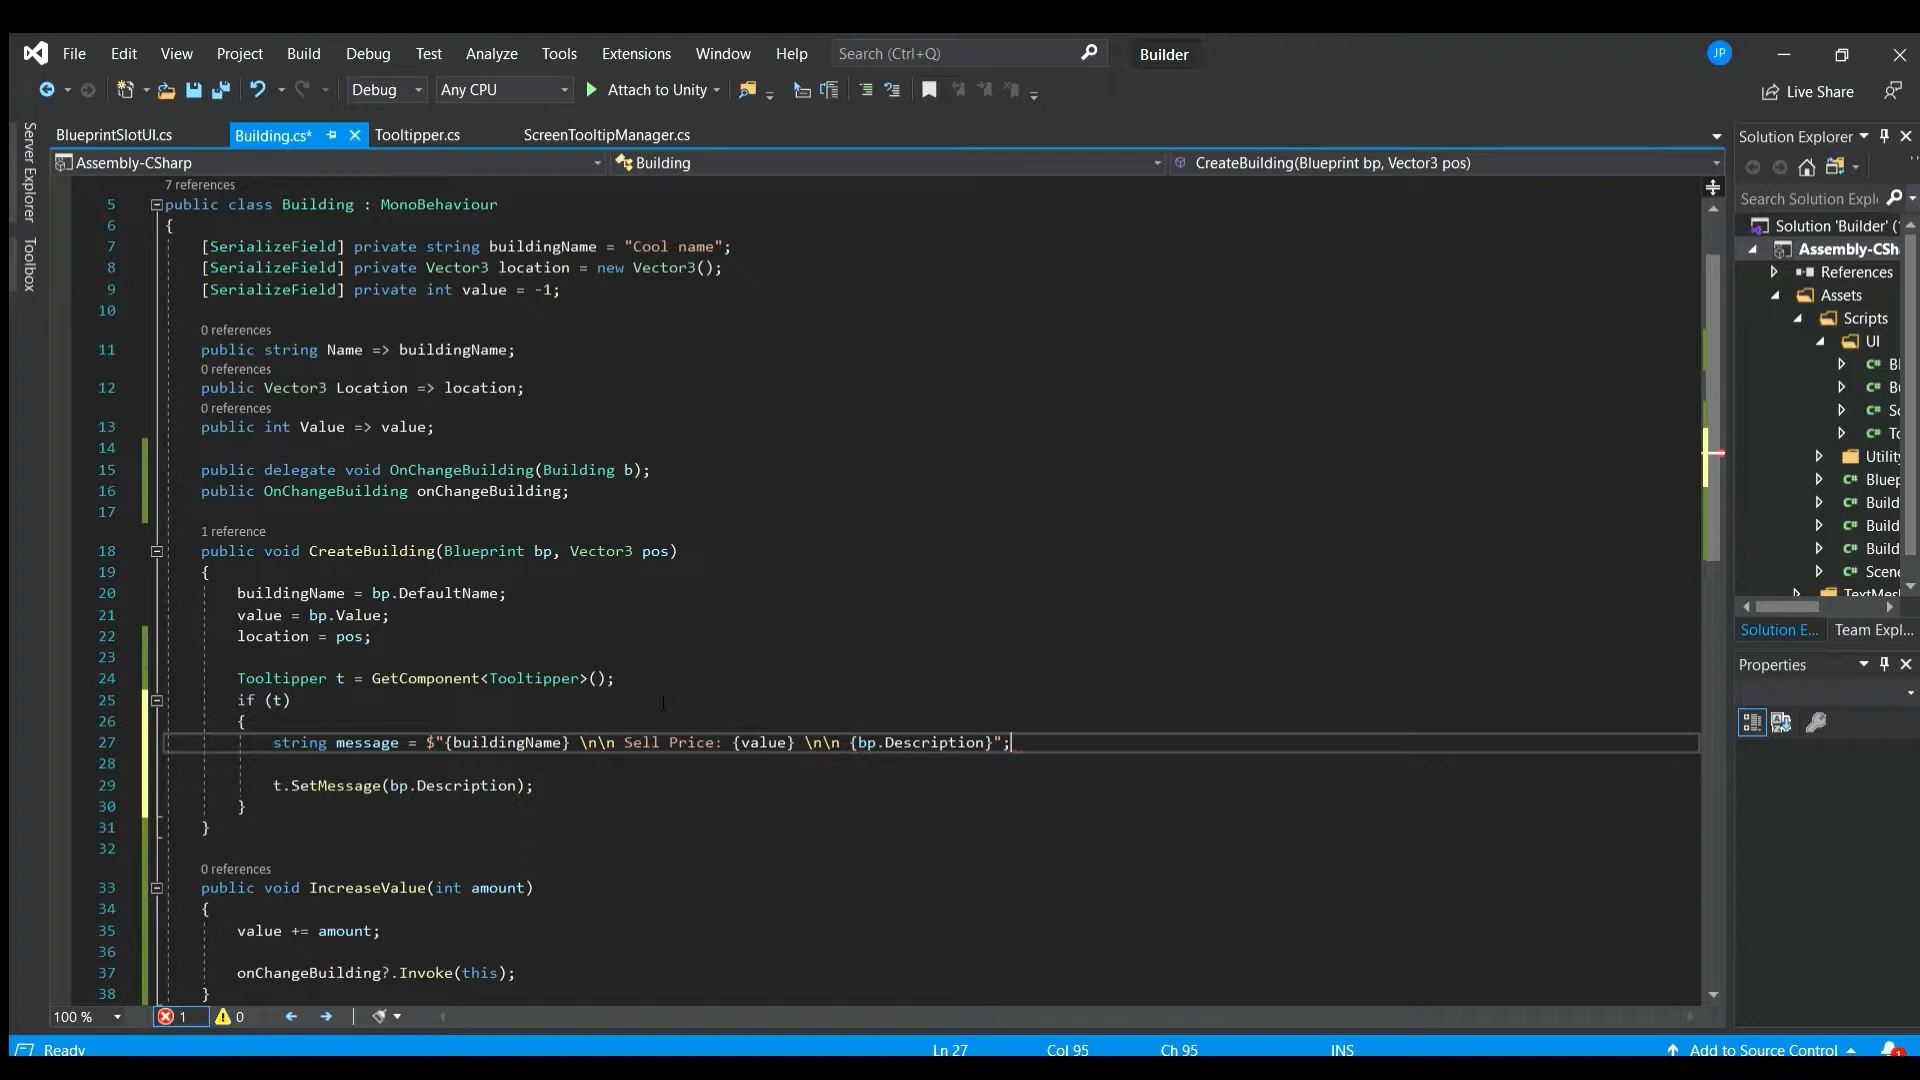 File Edit View Project Build Debug Test Analyze Tools Extensions Window Help Search (Ctrl+Q) Builder JP
Debug Any CPU Attach to Unity Live Share
Server Explorer
Toolbox
BlueprintSlotUI.cs Building.cs* Tooltipper.cs ScreenTooltipManager.cs
Assembly-CSharp Building CreateBuilding(Blueprint bp, Vector3 pos)
7 references
5 public class Building : MonoBehaviour
6 {
7 [SerializeField] private string buildingName = "Cool name";
8 [SerializeField] private Vector3 location = new Vector3();
9 [SerializeField] private int value = -1;
10
0 references
11 public string Name => buildingName;
0 references
12 public Vector3 Location => location;
0 references
13 public int Value => value;
14
15 public delegate void OnChangeBuilding(Building b);
16 public OnChangeBuilding onChangeBuilding;
17
1 reference
18 public void CreateBuilding(Blueprint bp, Vector3 pos)
19 {
20 buildingName = bp.DefaultName;
21 value = bp.Value;
22 location = pos;
23
24 Tooltipper t = GetComponent<Tooltipper>();
25 if (t)
26 {
27 string message = $"{buildingName} \n\n Sell Price: {value} \n\n {bp.Description}";
28
29 t.SetMessage(bp.Description);
30 }
31 }
32
0 references
33 public void IncreaseValue(int amount)
34 {
35 value += amount;
36
37 onChangeBuilding?.Invoke(this);
38 }
100 % 1 0
Ready Ln 27 Col 95 Ch 95 INS Add to Source Control 1
Solution Explorer
Search Solution Expl
Solution 'Builder' (
Assembly-CSha
References
Assets
Scripts
UI
C# Bl
C# Bu
C# Sc
C# To
Utility
C# Bluep
C# Build
C# Build
C# Build
C# Scene
TextMes
Solution E... Team Expl...
Properties